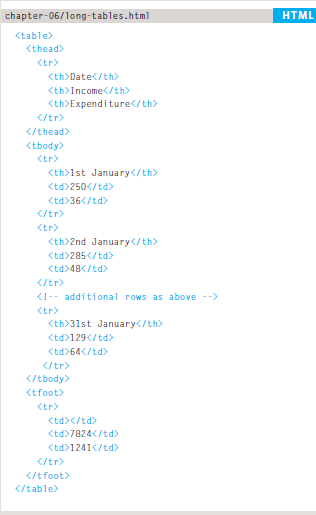 chapter-06/long-tables.html HTML
<table>
<thead>
<tr>
<th>Date</th>
<th>Income</th>
<th>Expenditure</th>
</tr>
</thead>
<tbody>
<tr>
<th>1st January</th>
<td>250</td>
<td>36</td>
</tr>
<tr>
<th>2nd January</th>
<td>285</td>
<td>48</td>
</tr>
<!-- additional rows as above -->
<tr>
<th>31st January</th>
<td>129</td>
<td>64</td>
</tr>
</tbody>
<tfoot>
<tr>
<td></td>
<td>7824</td>
<td>1241</td>
</tr>
</tfoot>
</table>